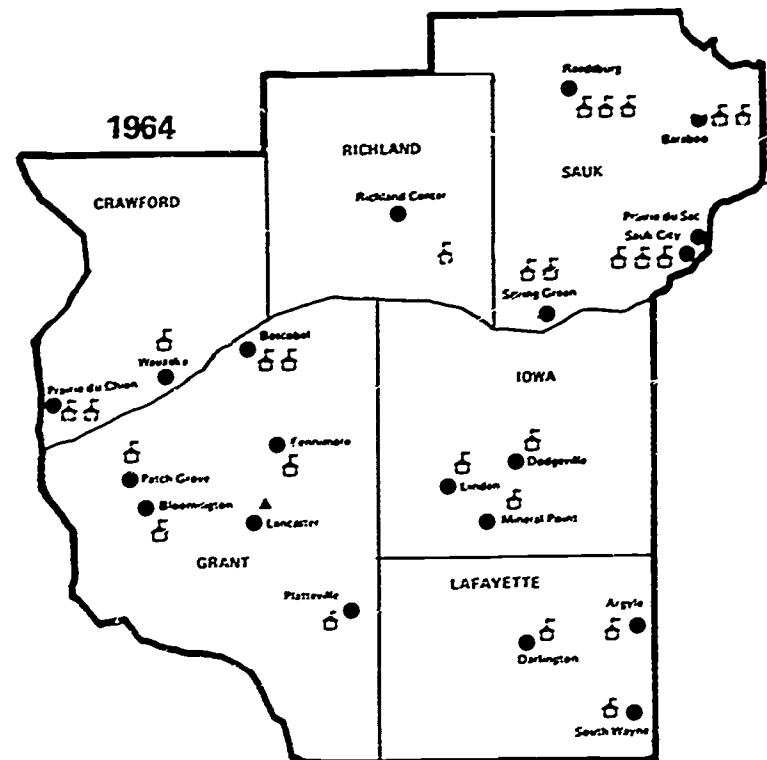 1964
Reedsburg
Baraboo
RICHLAND
SAUK
CRAWFORD
Richland Center
Prairie du Sac
Sauk City
Spring Green
Boscobel
Wauzeka
Prairie du Chien
IOWA
Fennimore
Dodgeville
Patch Grove
Linden
Bloomington
Lancaster
Mineral Point
GRANT
LAFAYETTE
Platteville
Argyle
Darlington
South Wayne